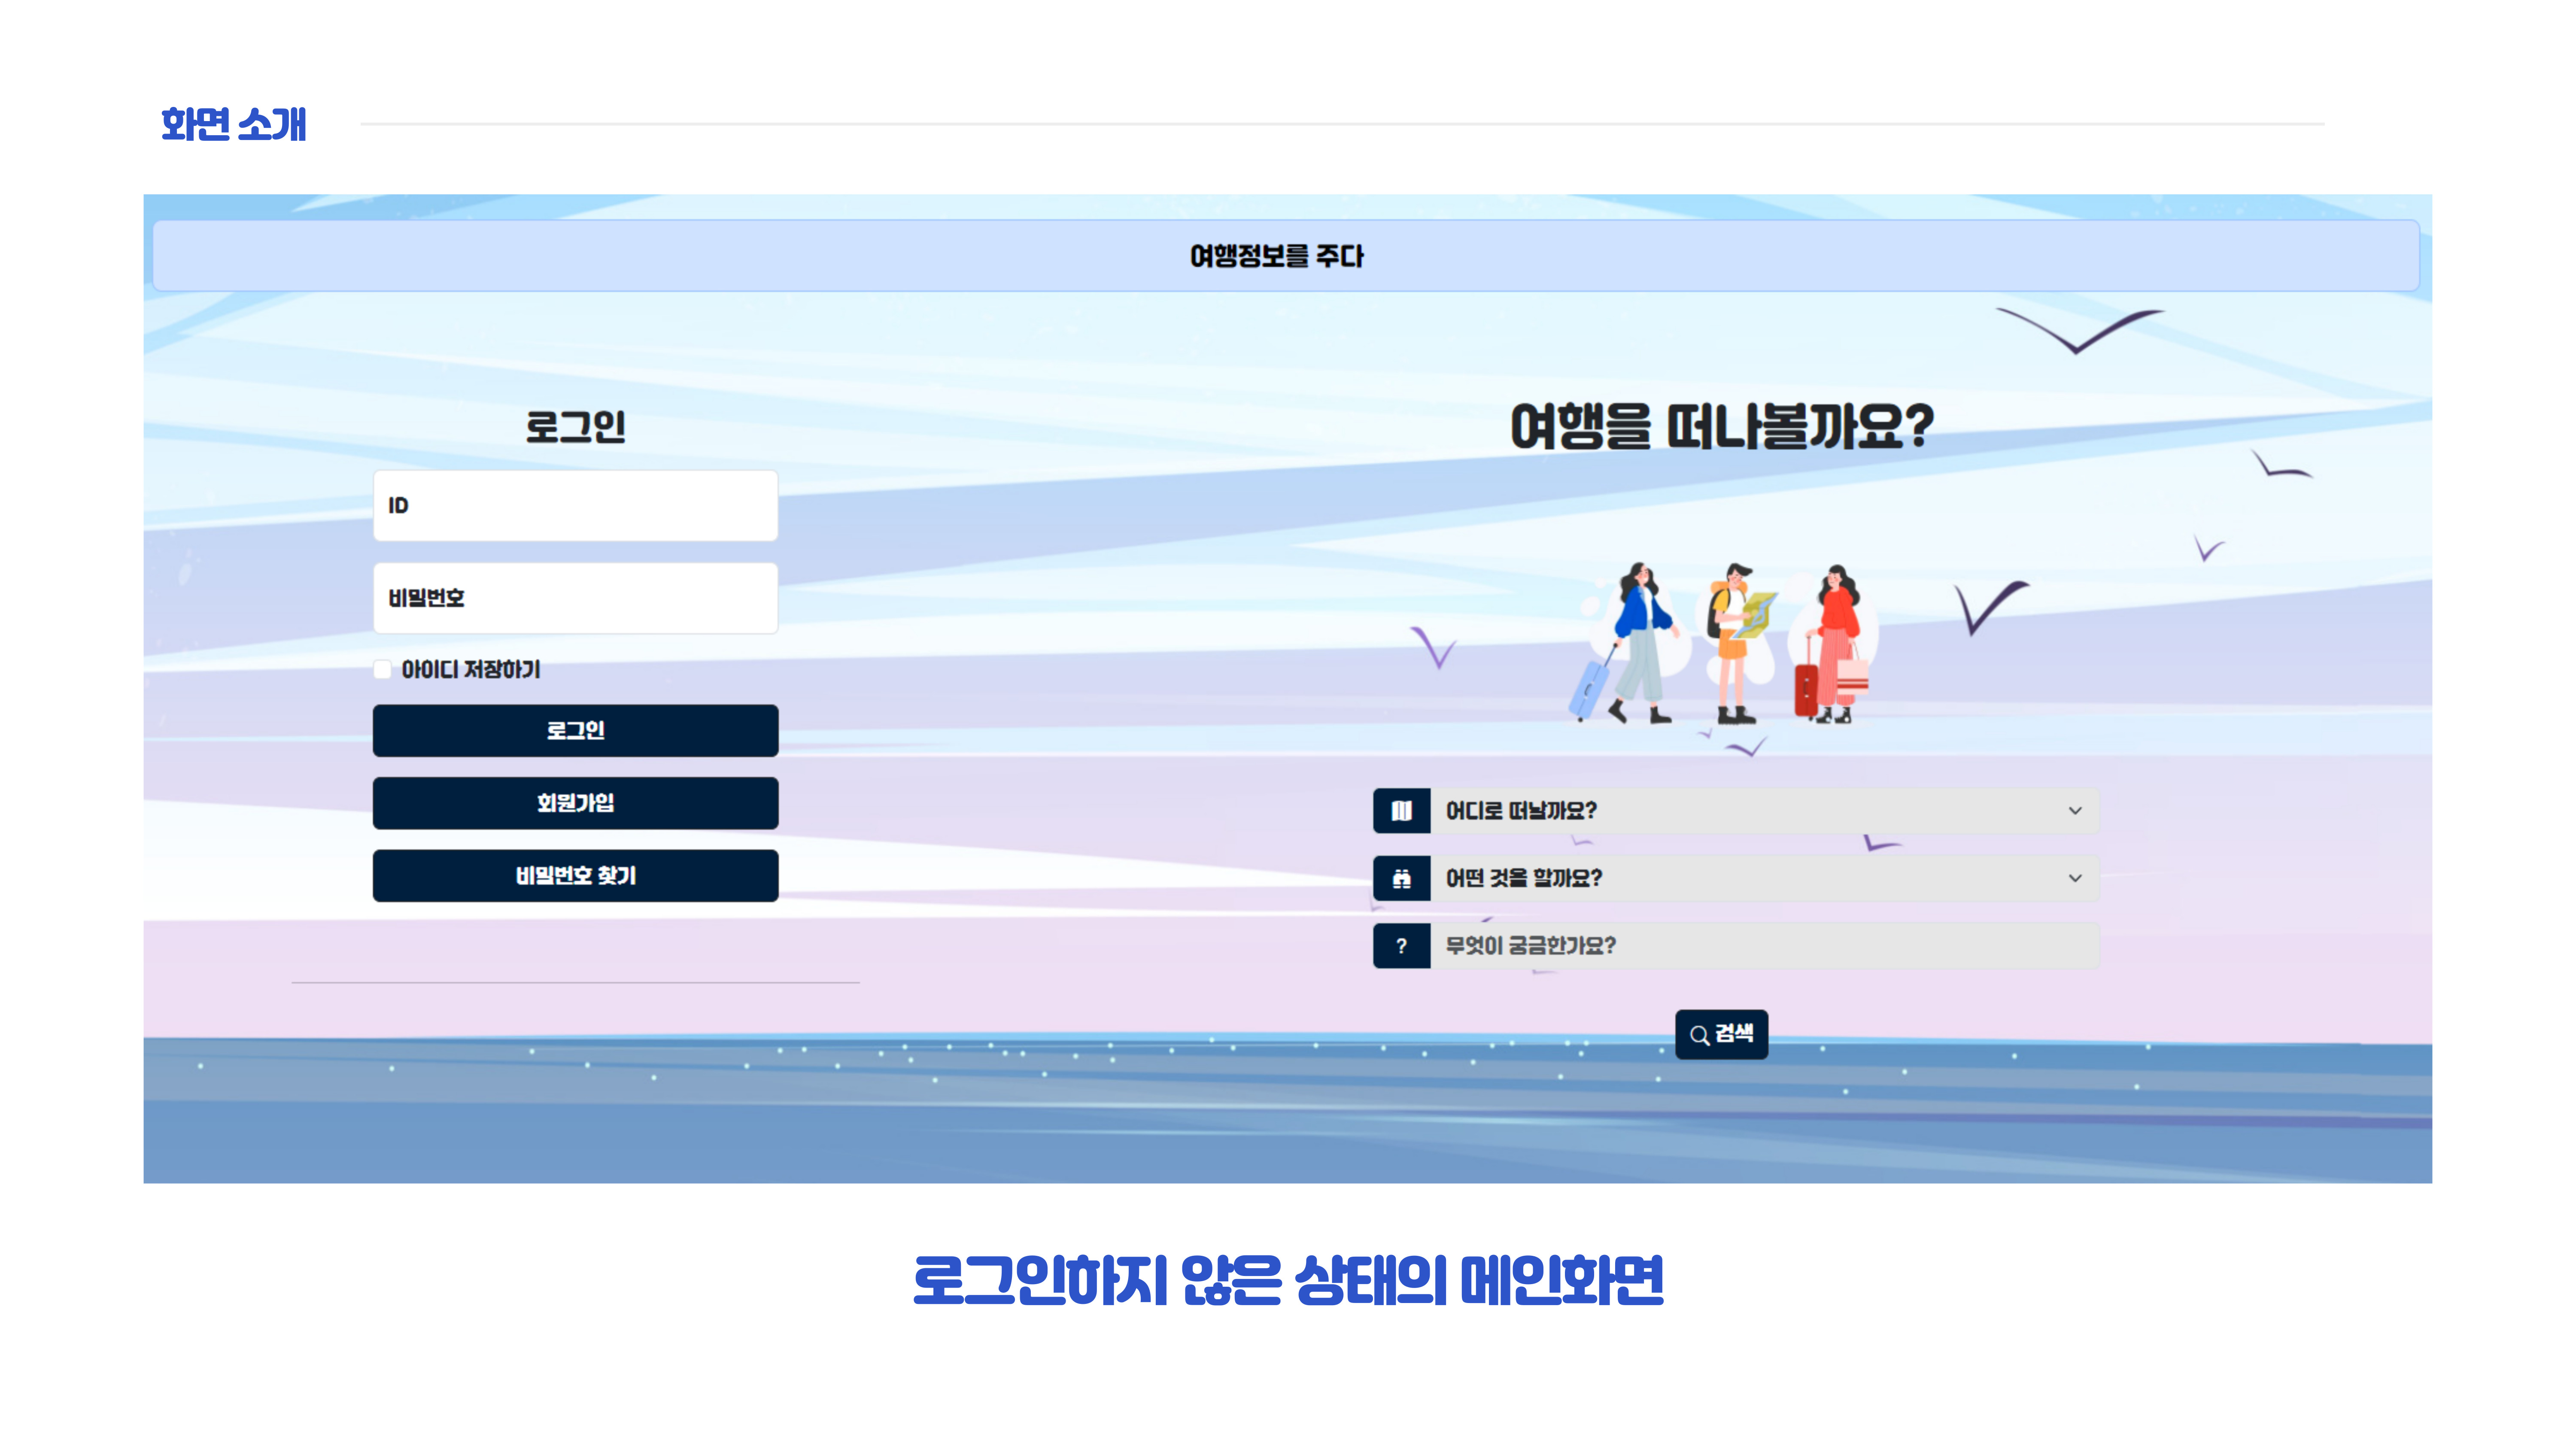 화면 소개
여행정보를 주다
로그인
ID
비밀번호
아이디 저장하기
로그인
회원가입
비밀번호 찾기
여행을 떠나볼까요?
어디로 떠날까요?
어떤 것을 할까요?
? 무엇이 궁금한가요?
검색
로그인하지 않은 상태의 메인화면